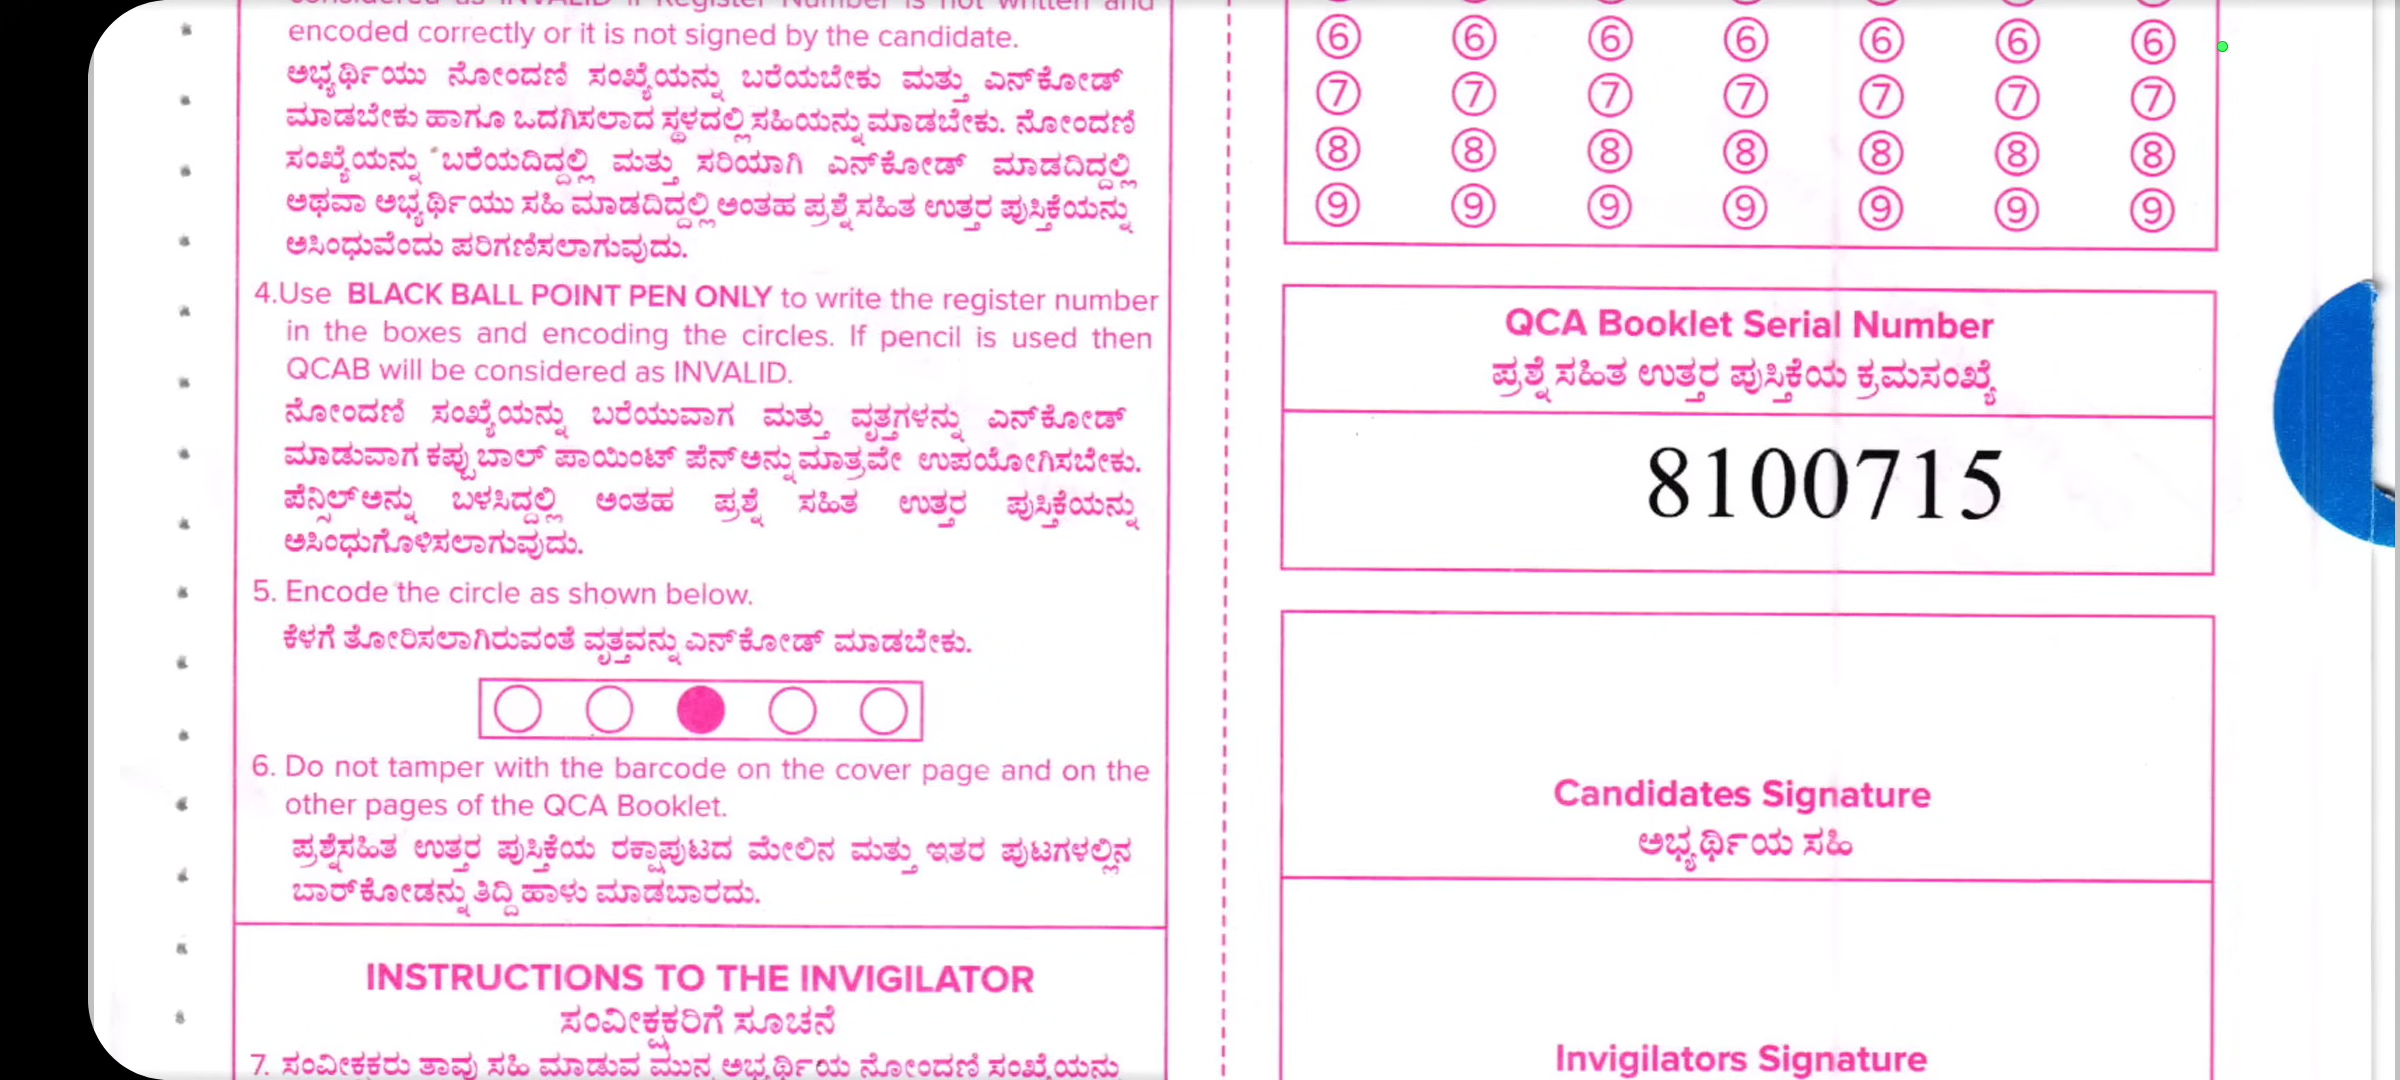 encoded correctly or it is not signed by the candidate.
ಅಭ್ಯರ್ಥಿಯು ನೋಂದಣಿ ಸಂಖ್ಯೆಯನ್ನು ಬರೆಯಬೇಕು ಮತ್ತು ಎನ್‌ಕೋಡ್
ಮಾಡಬೇಕು ಹಾಗೂ ಒದಗಿಸಲಾದ ಸ್ಥಳದಲ್ಲಿ ಸಹಿಯನ್ನು ಮಾಡಬೇಕು. ನೋಂದಣಿ
ಸಂಖ್ಯೆಯನ್ನು ಬರೆಯದಿದ್ದಲ್ಲಿ ಮತ್ತು ಸರಿಯಾಗಿ ಎನ್‌ಕೋಡ್ ಮಾಡದಿದ್ದಲ್ಲಿ
ಅಥವಾ ಅಭ್ಯರ್ಥಿಯು ಸಹಿ ಮಾಡದಿದ್ದಲ್ಲಿ ಅಂತಹ ಪ್ರಶ್ನೆ ಸಹಿತ ಉತ್ತರ ಪುಸ್ತಿಕೆಯನ್ನು
ಅಸಿಂಧುವೆಂದು ಪರಿಗಣಿಸಲಾಗುವುದು.
4.Use BLACK BALL POINT PEN ONLY to write the register number
in the boxes and encoding the circles. If pencil is used then
QCAB will be considered as INVALID.
ನೋಂದಣಿ ಸಂಖ್ಯೆಯನ್ನು ಬರೆಯುವಾಗ ಮತ್ತು ವೃತ್ತಗಳನ್ನು ಎನ್‌ಕೋಡ್
ಮಾಡುವಾಗ ಕಪ್ಪು ಬಾಲ್ ಪಾಯಿಂಟ್ ಪೆನ್ ಅನ್ನು ಮಾತ್ರವೇ ಉಪಯೋಗಿಸಬೇಕು.
ಪೆನ್ಸಿಲ್ ಅನ್ನು ಬಳಸಿದ್ದಲ್ಲಿ ಅಂತಹ ಪ್ರಶ್ನೆ ಸಹಿತ ಉತ್ತರ ಪುಸ್ತಿಕೆಯನ್ನು
ಅಸಿಂಧುಗೊಳಿಸಲಾಗುವುದು.
5. Encode the circle as shown below.
ಕೆಳಗೆ ತೋರಿಸಲಾಗಿರುವಂತೆ ವೃತ್ತವನ್ನು ಎನ್‌ಕೋಡ್ ಮಾಡಬೇಕು.
6. Do not tamper with the barcode on the cover page and on the
other pages of the QCA Booklet.
ಪ್ರಶ್ನೆಸಹಿತ ಉತ್ತರ ಪುಸ್ತಿಕೆಯ ರಕ್ಷಾಪುಟದ ಮೇಲಿನ ಮತ್ತು ಇತರ ಪುಟಗಳಲ್ಲಿನ
ಬಾರ್‌ಕೋಡನ್ನು ತಿದ್ದಿ ಹಾಳು ಮಾಡಬಾರದು.
INSTRUCTIONS TO THE INVIGILATOR
ಸಂವೀಕ್ಷಕರಿಗೆ ಸೂಚನೆ
7. ಸಂವೀಕ್ಷಕರು ತಾವು ಸಹಿ ಮಾಡುವ ಮುನ್ನ ಅಭ್ಯರ್ಥಿಯ ನೋಂದಣಿ ಸಂಖ್ಯೆಯನ್ನು
6 6 6 6 6 6 6
7 7 7 7 7 7 7
8 8 8 8 8 8 8
9 9 9 9 9 9 9
QCA Booklet Serial Number
ಪ್ರಶ್ನೆ ಸಹಿತ ಉತ್ತರ ಪುಸ್ತಿಕೆಯ ಕ್ರಮಸಂಖ್ಯೆ
8100715
Candidates Signature
ಅಭ್ಯರ್ಥಿಯ ಸಹಿ
Invigilators Signature